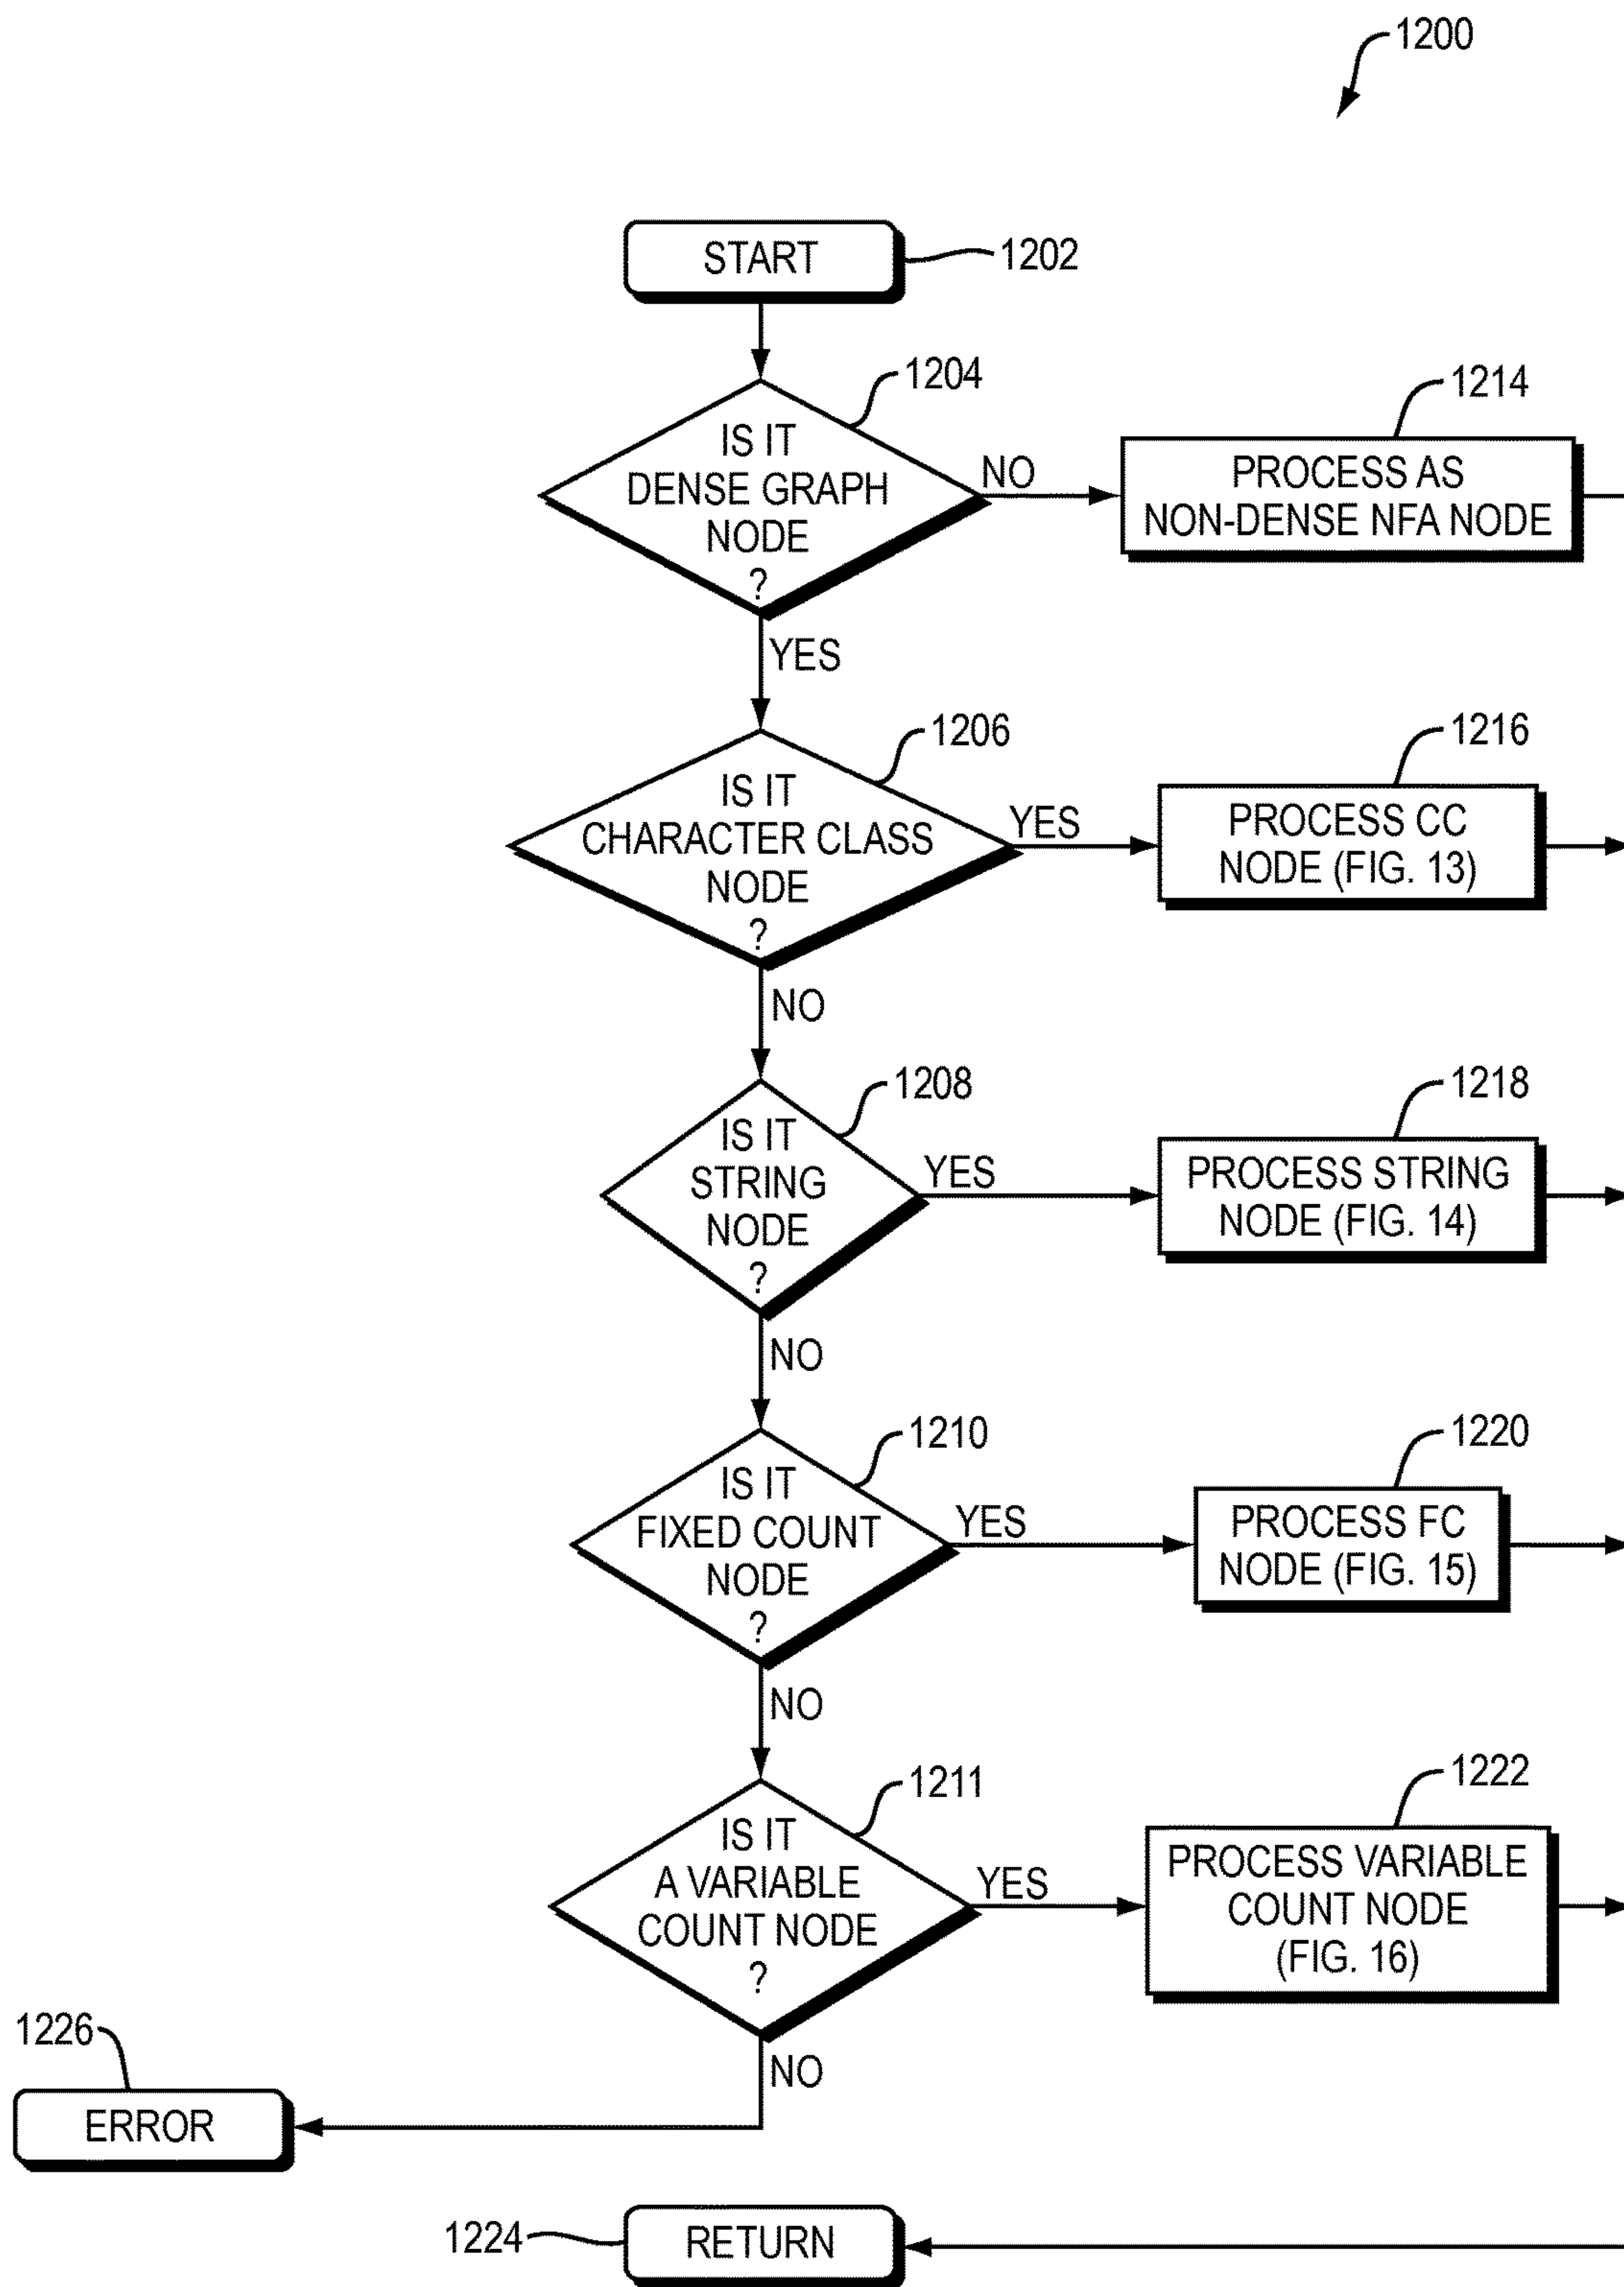 1200
START
1202
1204
IS IT
DENSE GRAPH
NODE
?
NO
1214
PROCESS AS
NON-DENSE NFA NODE
YES
1206
IS IT
CHARACTER CLASS
NODE
?
YES
1216
PROCESS CC
NODE (FIG. 13)
NO
1208
IS IT
STRING
NODE
?
YES
1218
PROCESS STRING
NODE (FIG. 14)
NO
1210
IS IT
FIXED COUNT
NODE
?
YES
1220
PROCESS FC
NODE (FIG. 15)
NO
1211
IS IT
A VARIABLE
COUNT NODE
?
YES
1222
PROCESS VARIABLE
COUNT NODE
(FIG. 16)
NO
1226
ERROR
1224
RETURN